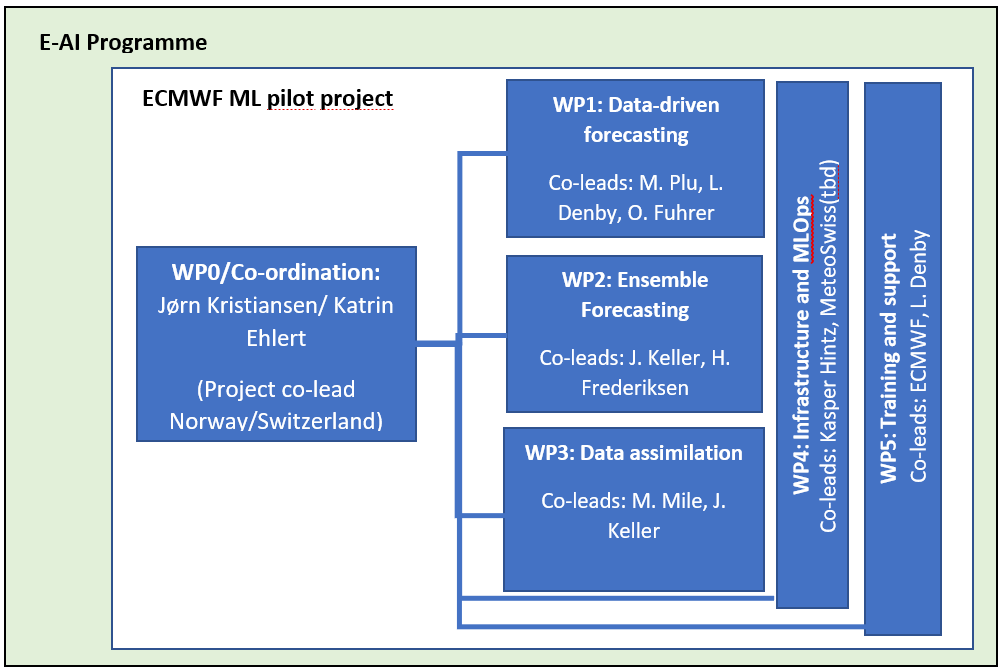 E-AI Programme
ECMWF ML pilot project
WP0/Co-ordination:
Jørn Kristiansen/ Katrin
Ehlert
(Project co-lead
Norway/Switzerland)
WP1: Data-driven
forecasting
Co-leads: M. Plu, L.
Denby, O. Fuhrer
WP2: Ensemble
Forecasting
Co-leads: J. Keller, H.
Frederiksen
WP3: Data assimilation
Co-leads: M. Mile, J.
Keller
WP4: Infrastructure and MLOps
Co-leads: Kasper Hintz, MeteoSwiss(tbd)
WP5: Training and support
Co-leads: ECMWF, L. Denby